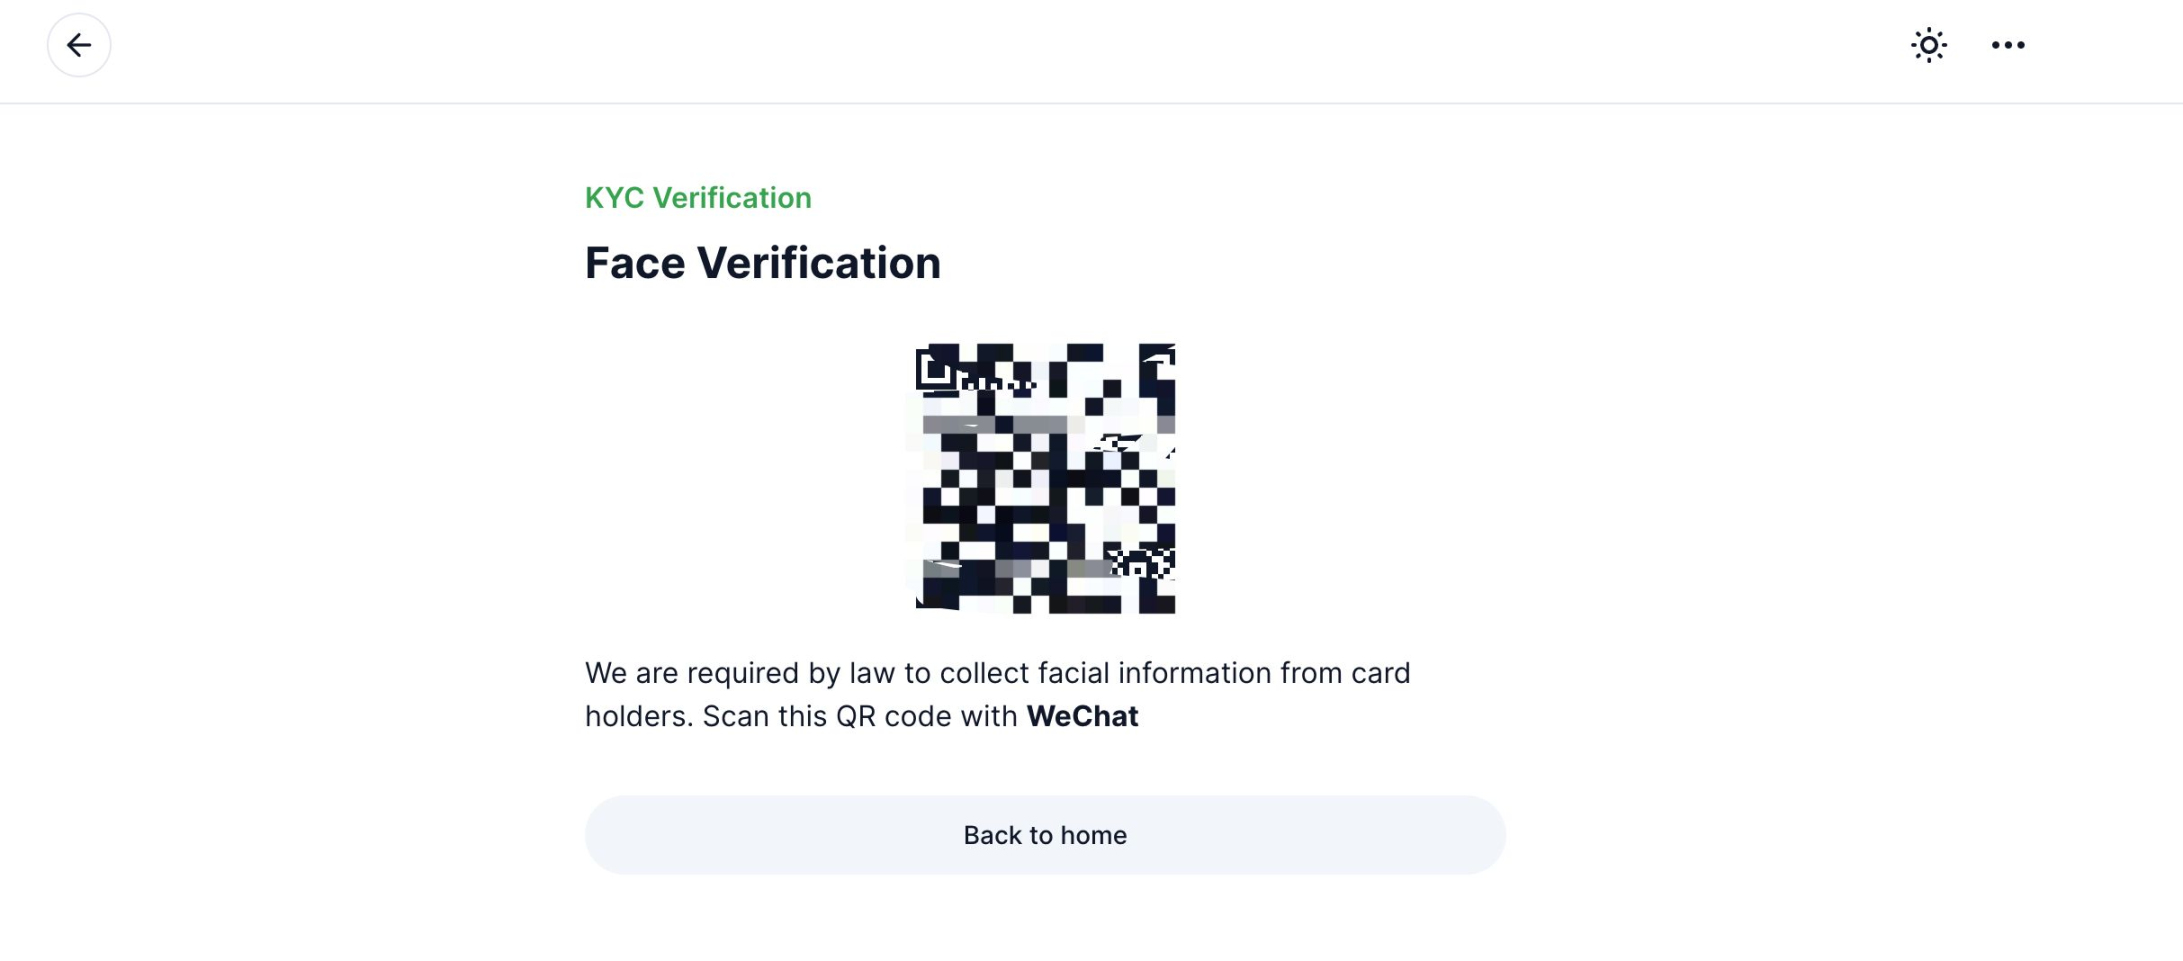 KYC Verification
Face Verification
We are required by law to collect facial information from card
holders. Scan this QR code with WeChat
Back to home